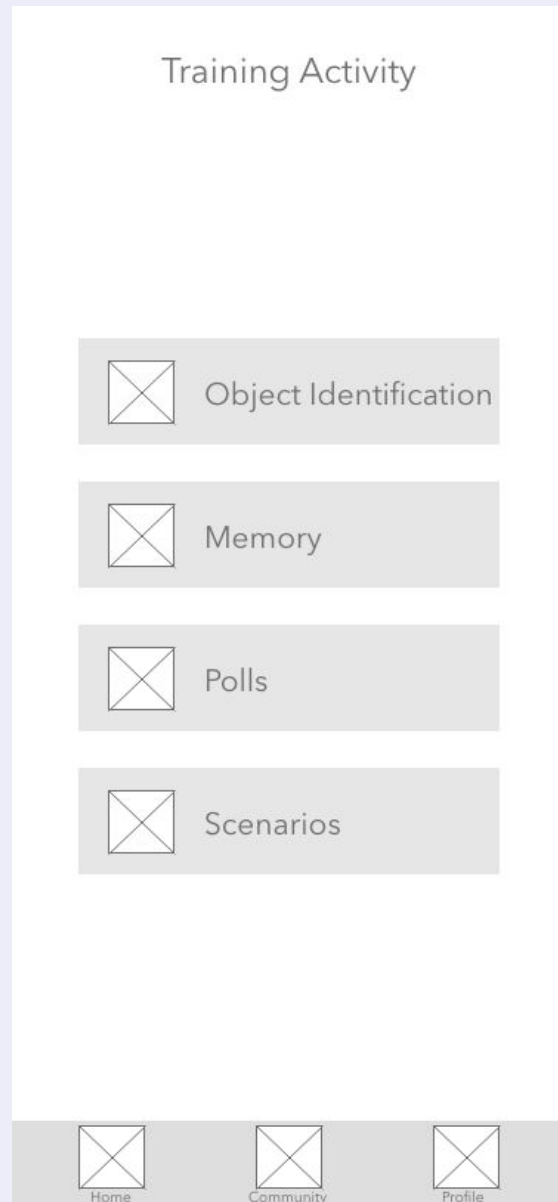 Training Activity
Object Identification
Memory
Polls
Scenarios
Home
Community
Profile